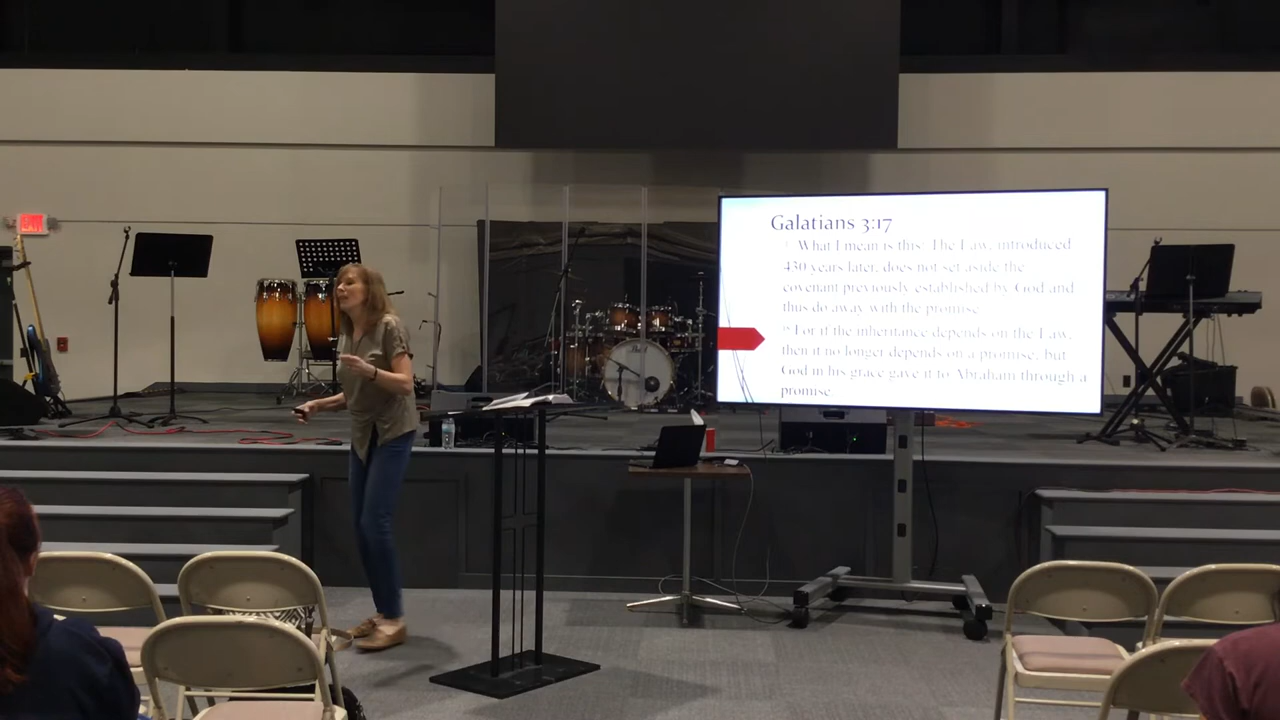 EXIT
Galatians 3:17
What I mean is this: The Law, introduced
430 years later, does not set aside the
covenant previously established by God and
thus do away with the promise.
For if the inheritance depends on the Law,
then it no longer depends on a promise, but
God in his grace gave it to Abraham through a
promise.